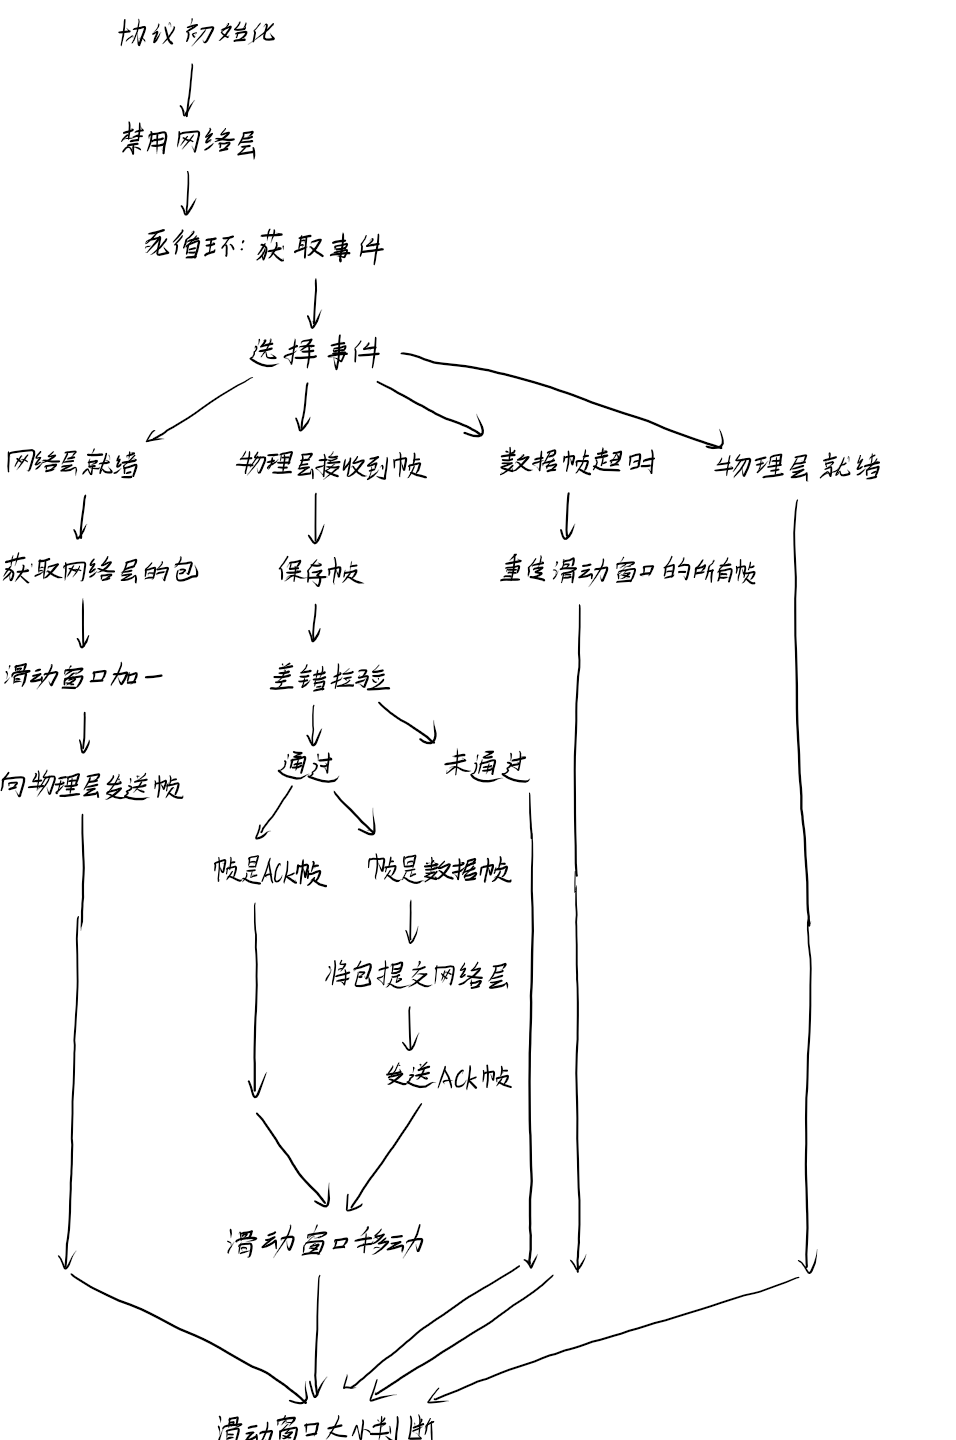 协议初始化
禁用网络层
死循环:获取事件
选择事件
网络层就绪
物理层接收到帧
数据帧超时
物理层就绪
获取网络层的包
保存帧
重传滑动窗口的所有帧
滑动窗口加一
差错检验
通过
未通过
向物理层发送帧
帧是ACK帧
帧是数据帧
将包提交网络层
发送ACK帧
滑动窗口移动
滑动窗口大小判断